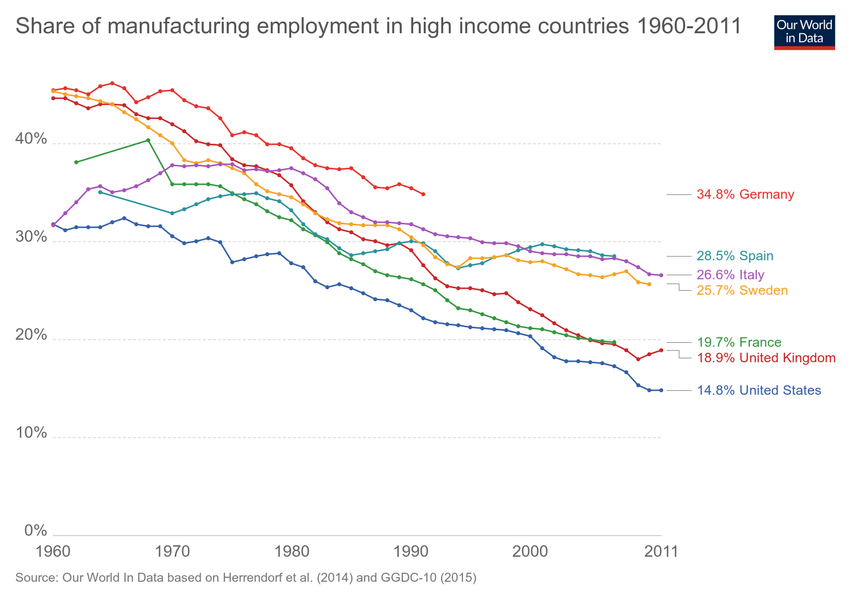 Share of manufacturing employment in high income countries 1960-2011
Our World
in Data
40%
30%
20%
10%
0%
34.8% Germany
28.5% Spain
26.6% Italy
25.7% Sweden
19.7% France
18.9% United Kingdom
14.8% United States
1960
1970
1980
1990
2000
2011
Source: Our World In Data based on Herrendorf et al. (2014) and GGDC-10 (2015)